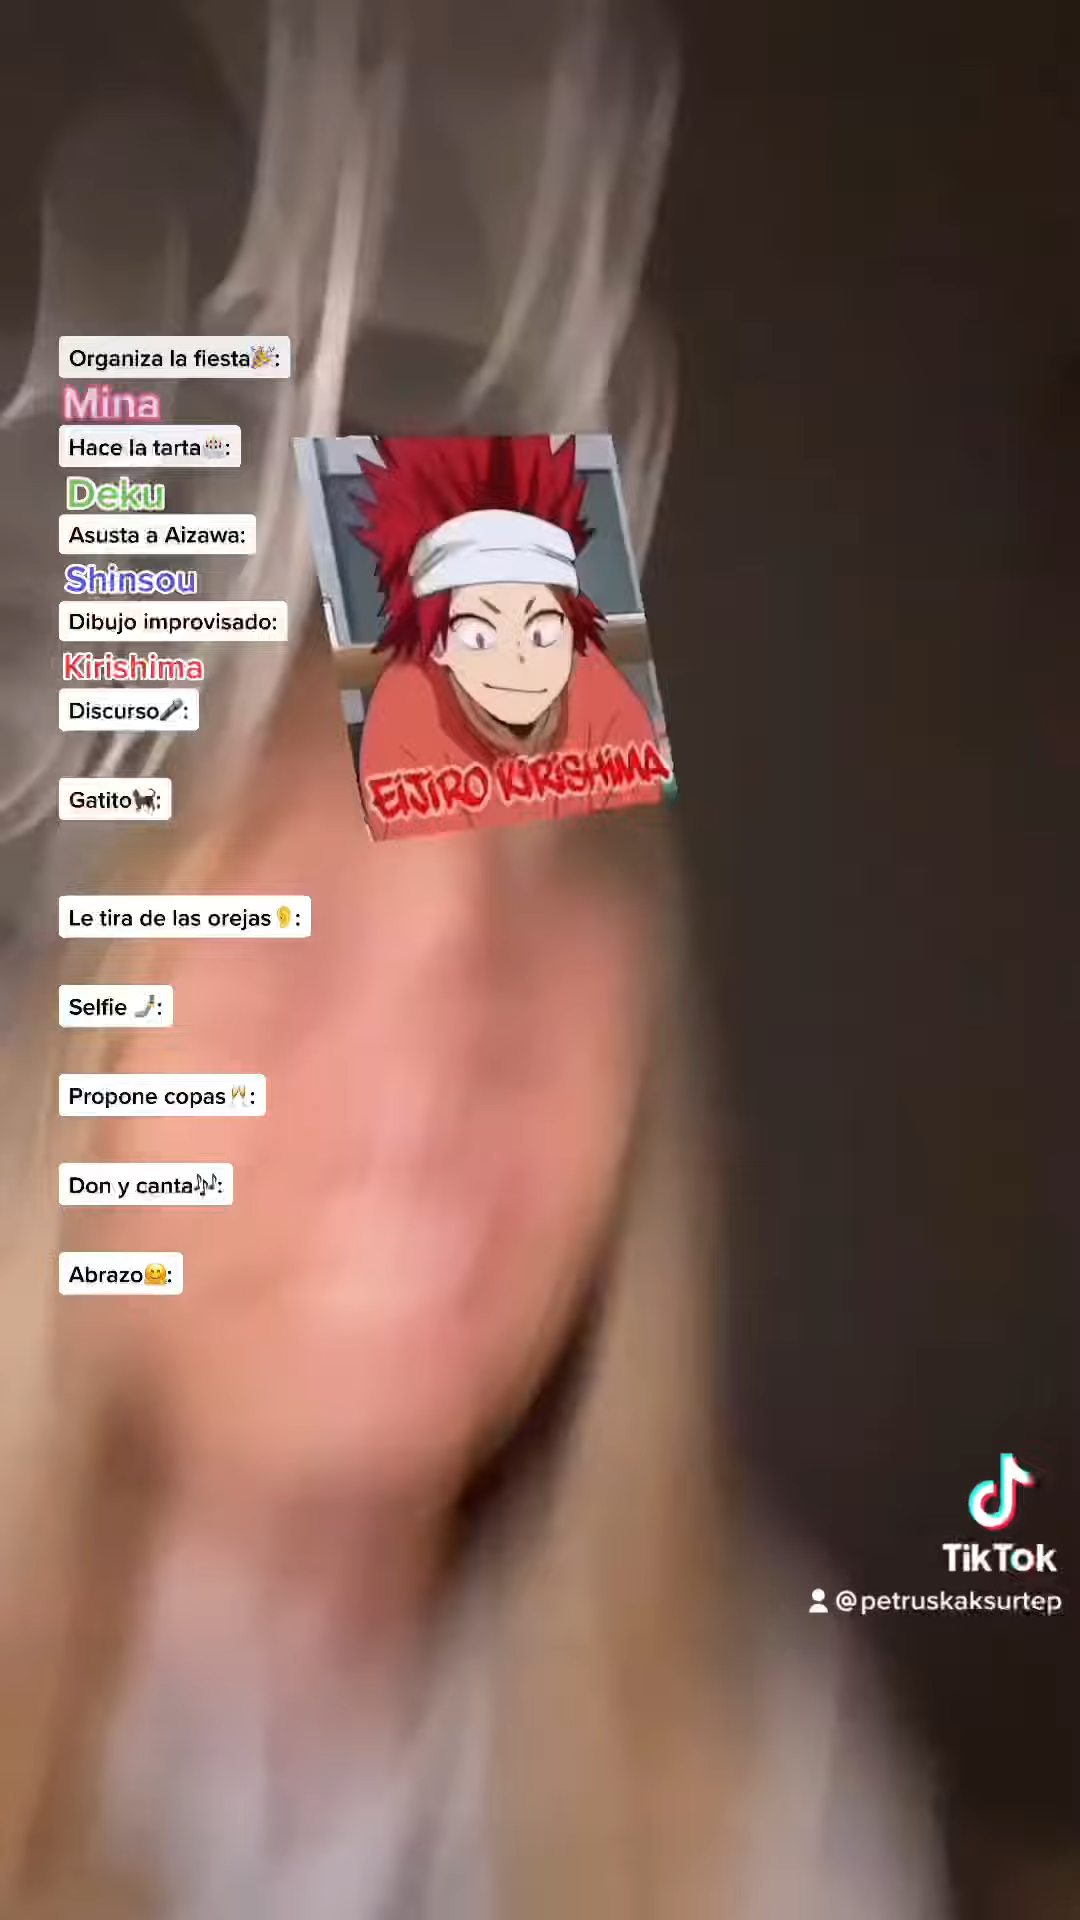 Organiza la fiesta🎉:
Mina
Hace la tarta🎂:
Deku
Asusta a Aizawa:
Shinsou
Dibujo improvisado:
Kirishima
Discurso🎤:
EIJIRO KIRISHIMA
Gatito🐈‍⬛:
Le tira de las orejas👂:
Selfie 🤳:
Propone copas🥂:
Don y canta🎶:
Abrazo🤗:
TikTok
@petruskaksurtep